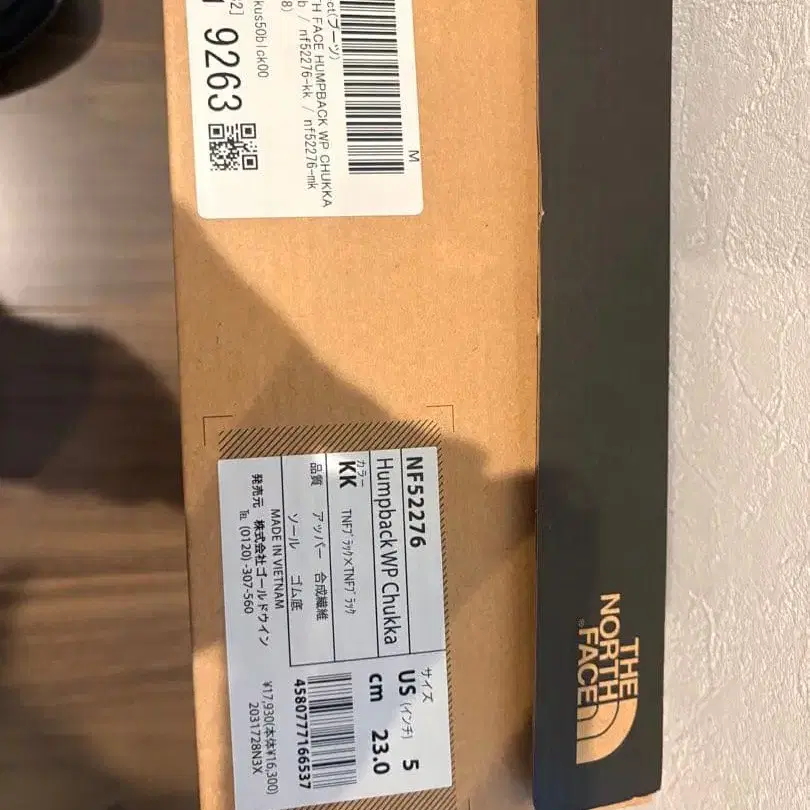 ct(ブーツ)
TH FACE HUMPBACK WP CHUKKA
b / nf52276-kk / nf52276-mk
8)
M
2]
kus50blck00
9263
NF52276
Humpback WP Chukka
カラー
KK TNFブラック×TNFブラック
品質 アッパー 合成繊維
ソール ゴム底
MADE IN VIETNAM
発売元 株式会社ゴールドウイン
℡ (0120)-307-560
サイズ
US (インチ) 5
cm 23.0
4580777166537
¥17,930(本体¥16,300)
2031728N3X
THE
NORTH
FACE
®